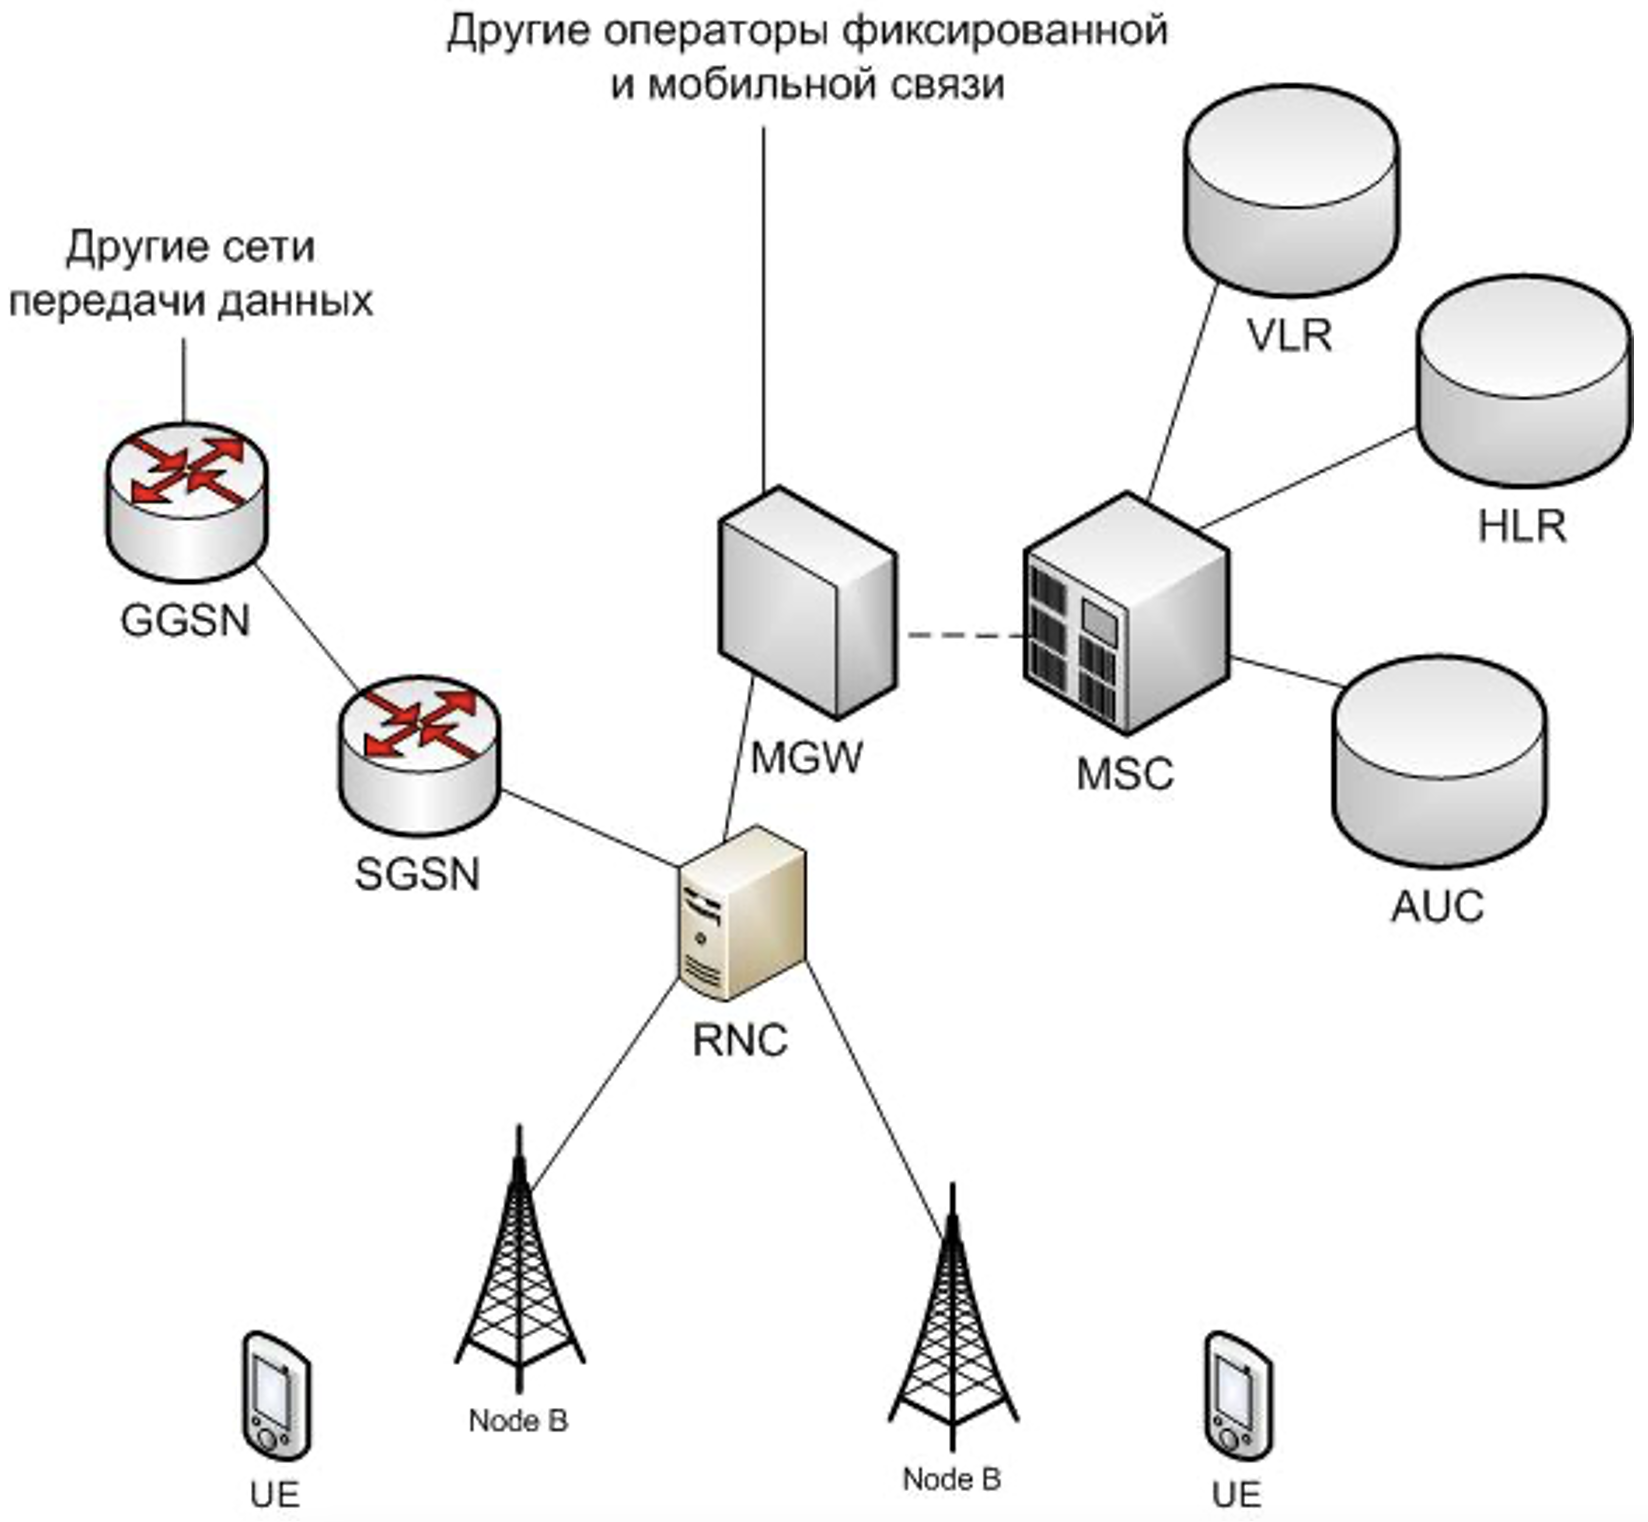 Другие операторы фиксированной
и мобильной связи
Другие сети
передачи данных
VLR
HLR
GGSN
MGW
MSC
SGSN
AUC
RNC
Node B
Node B
UE
UE